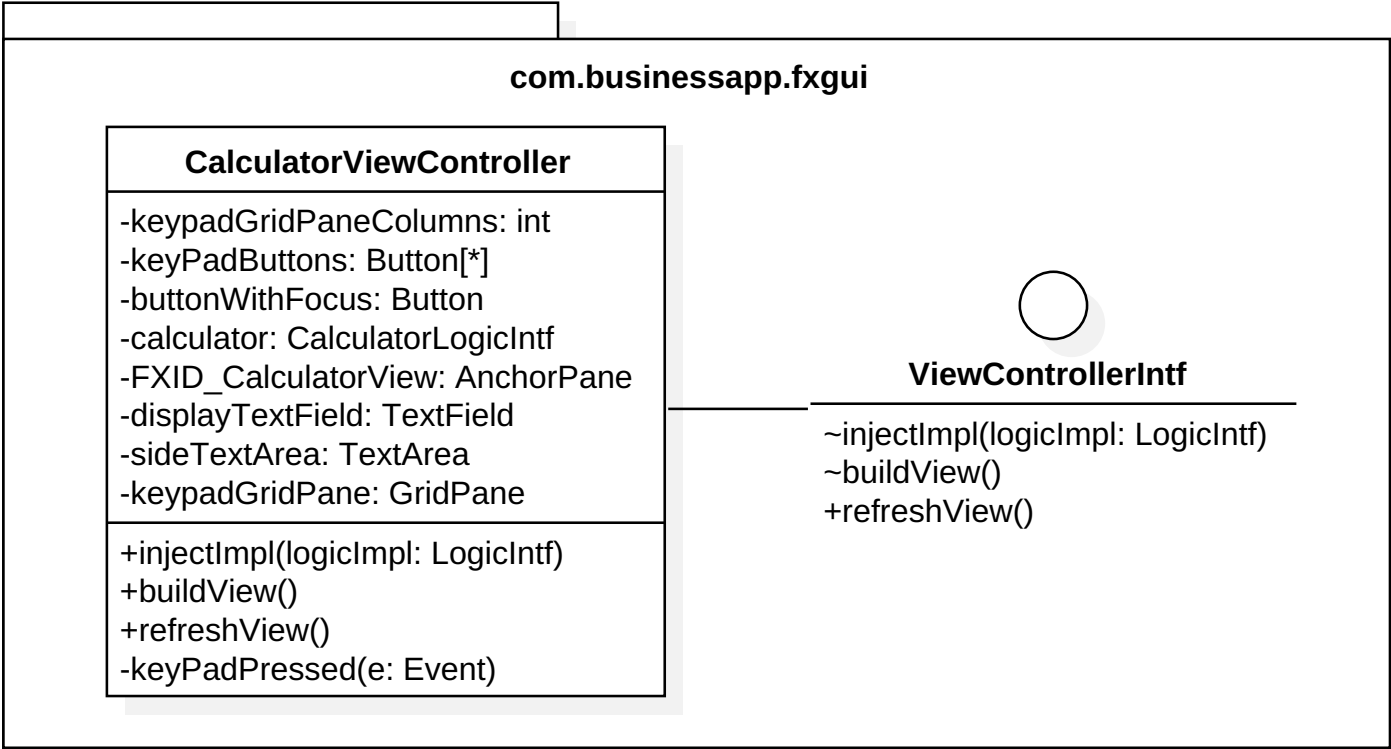 com.businessapp.fxgui
CalculatorViewController
-keypadGridPaneColumns: int
-keyPadButtons: Button[*]
-buttonWithFocus: Button
-calculator: CalculatorLogicIntf
-FXID_CalculatorView: AnchorPane
-displayTextField: TextField
-sideTextArea: TextArea
-keypadGridPane: GridPane
+injectImpl(logicImpl: LogicIntf)
+buildView()
+refreshView()
-keyPadPressed(e: Event)
ViewControllerIntf
~injectImpl(logicImpl: LogicIntf)
~buildView()
+refreshView()